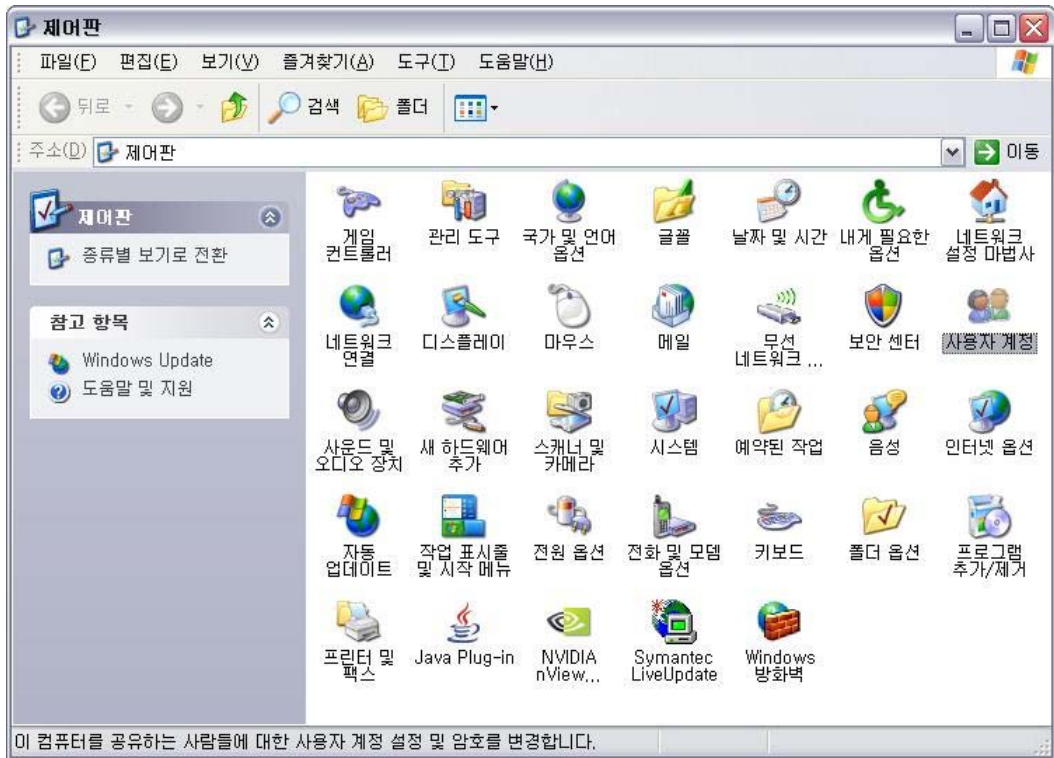 제어판
파일(F) 편집(E) 보기(V) 즐겨찾기(A) 도구(T) 도움말(H)
뒤로 검색 폴더
주소(D) 제어판 이동
제어판
종류별 보기로 전환
참고 항목
Windows Update
도움말 및 지원
게임
컨트롤러
관리 도구
국가 및 언어
옵션
글꼴
날짜 및 시간
내게 필요한
옵션
네트워크
설정 마법사
네트워크
연결
디스플레이
마우스
메일
무선
네트워크 ...
보안 센터
사용자 계정
사운드 및
오디오 장치
새 하드웨어
추가
스캐너 및
카메라
시스템
예약된 작업
음성
인터넷 옵션
자동
업데이트
작업 표시줄
및 시작 메뉴
전원 옵션
전화 및 모뎀
옵션
키보드
폴더 옵션
프로그램
추가/제거
프린터 및
팩스
Java Plug-in
NVIDIA
nView...
Symantec
LiveUpdate
Windows
방화벽
이 컴퓨터를 공유하는 사람들에 대한 사용자 계정 설정 및 암호를 변경합니다.